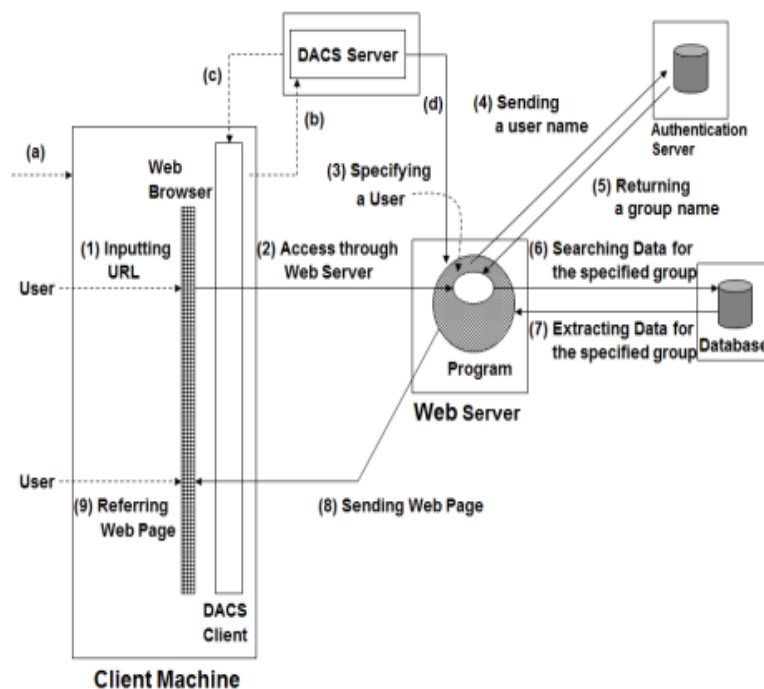 DACS Server
(c)
(b)
(d)
(4) Sending
a user name
Authentication
Server
(a)
Web
Browser
(3) Specifying
a User
(5) Returning
a group name
(1) Inputting
URL
(2) Access through
Web Server
(6) Searching Data for
the specified group
User
(7) Extracting Data for
the specified group
Database
Program
Web Server
User
(9) Referring
Web Page
(8) Sending Web Page
DACS
Client
Client Machine